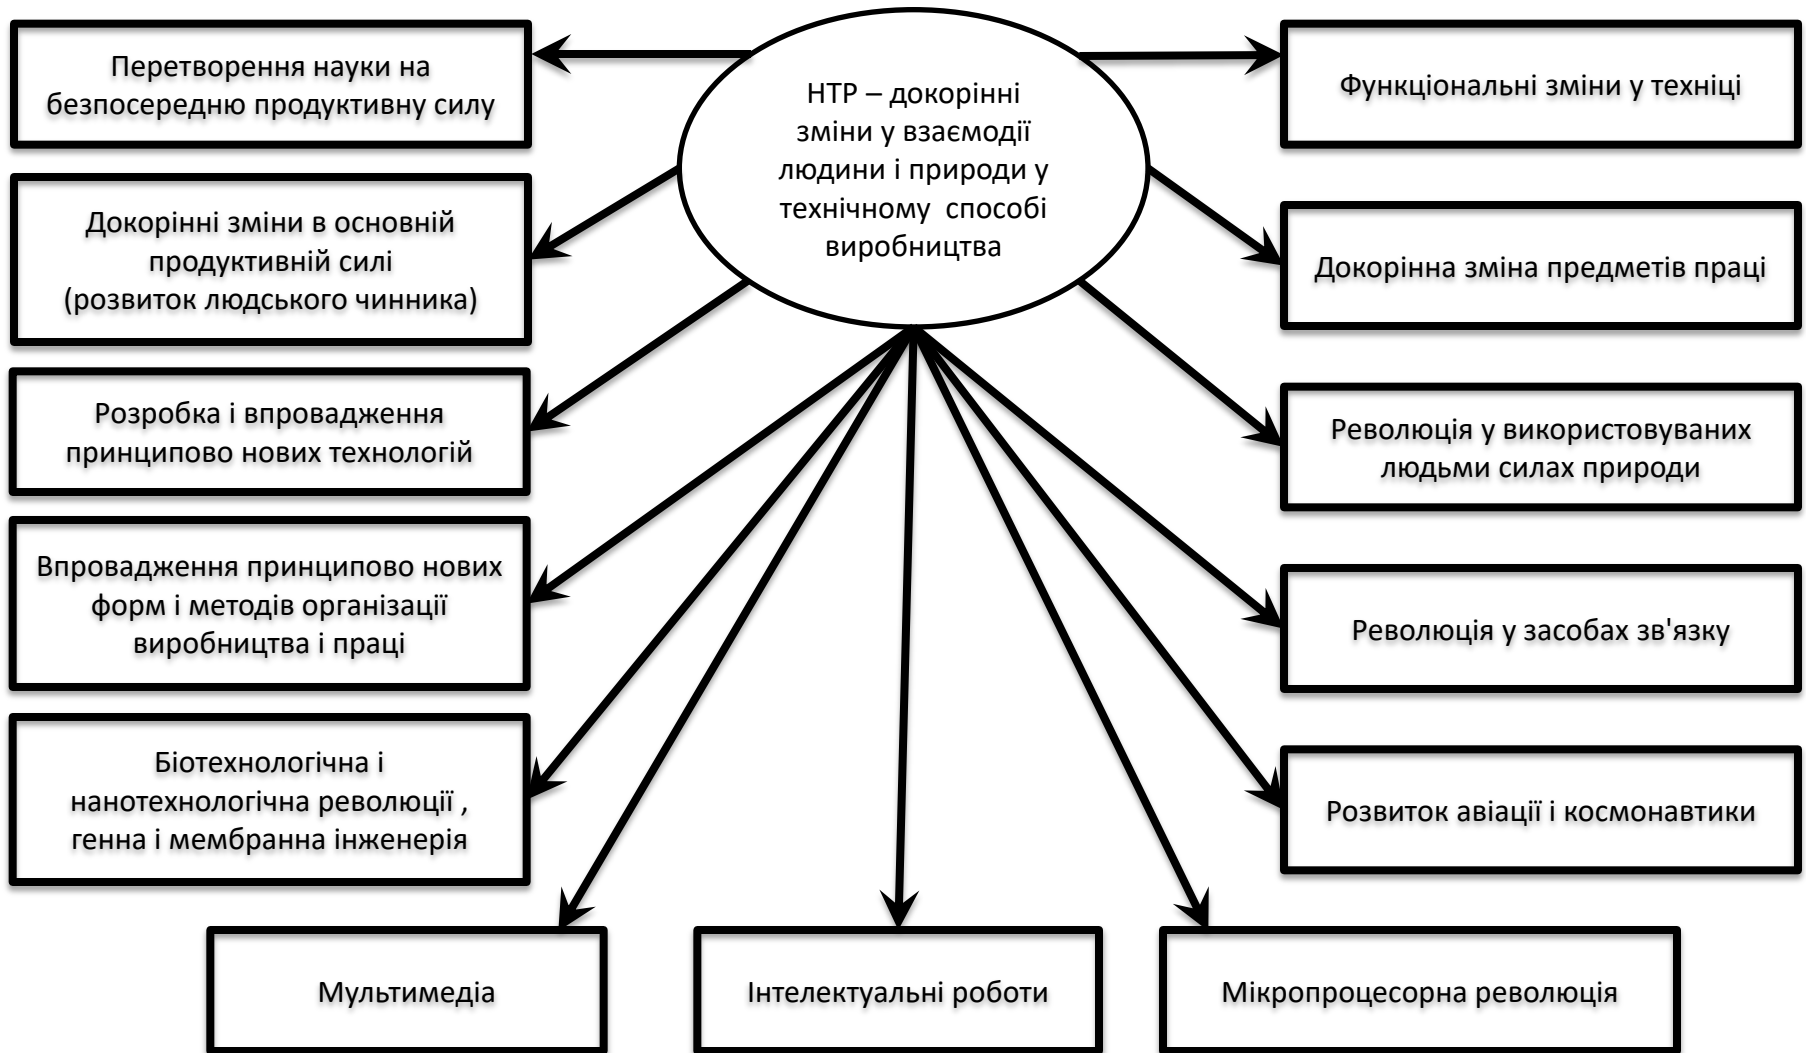 НТР – докорінні
зміни у взаємодії
людини і природи у
технічному способі
виробництва
Перетворення науки на
безпосередню продуктивну силу
Докорінні зміни в основній
продуктивній силі
(розвиток людського чинника)
Розробка і впровадження
принципово нових технологій
Впровадження принципово нових
форм і методів організації
виробництва і праці
Біотехнологічна і
нанотехнологічна революції ,
генна і мембранна інженерія
Мультимедіа
Інтелектуальні роботи
Мікропроцесорна революція
Функціональні зміни у техніці
Докорінна зміна предметів праці
Революція у використовуваних
людьми силах природи
Революція у засобах зв'язку
Розвиток авіації і космонавтики